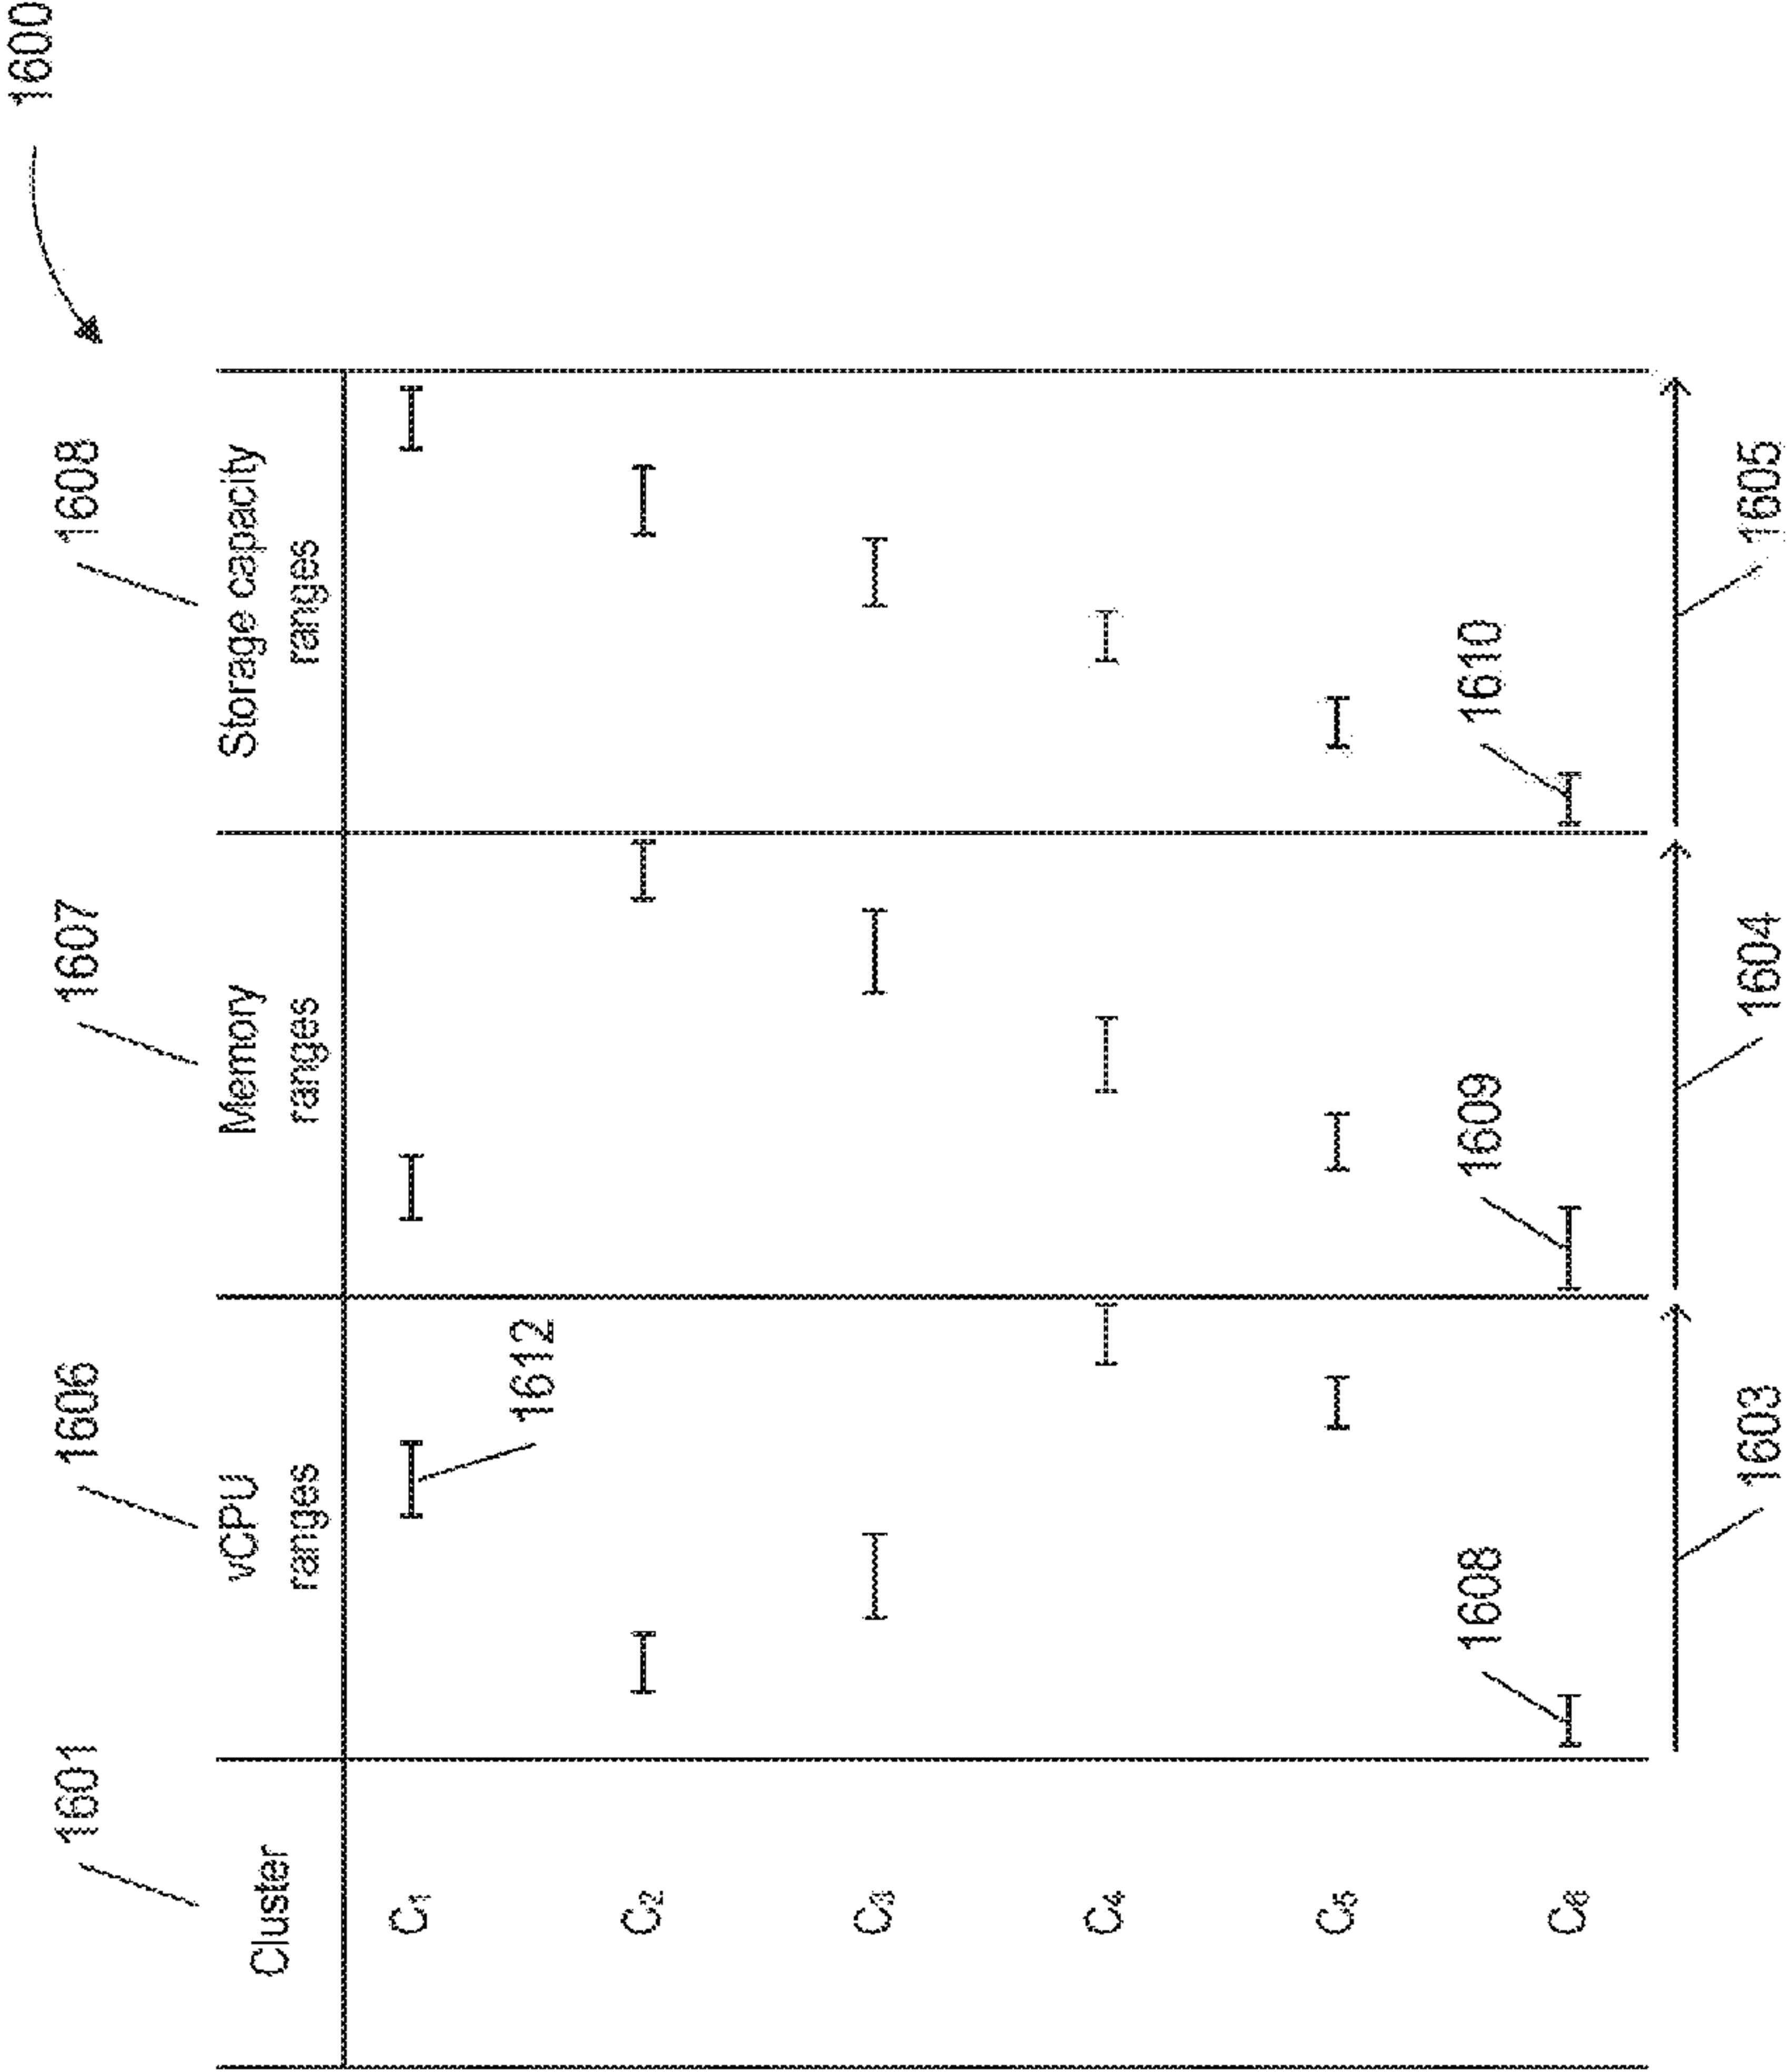 1600
1601
1606
1607
1608
Cluster
vCPU
ranges
Memory
ranges
Storage capacity
ranges
C1
1612
C2
C3
C4
C5
C6
1608
1609
1610
1603
1604
1605